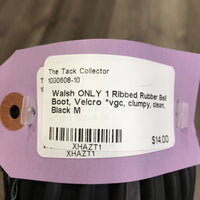 The Tack Collector
1000608-10
Walsh ONLY 1 Ribbed Rubber Bell
Boot, Velcro *vgc, clumpy, clean,
Black M
$14.00
XHAZT1
XHAZT1